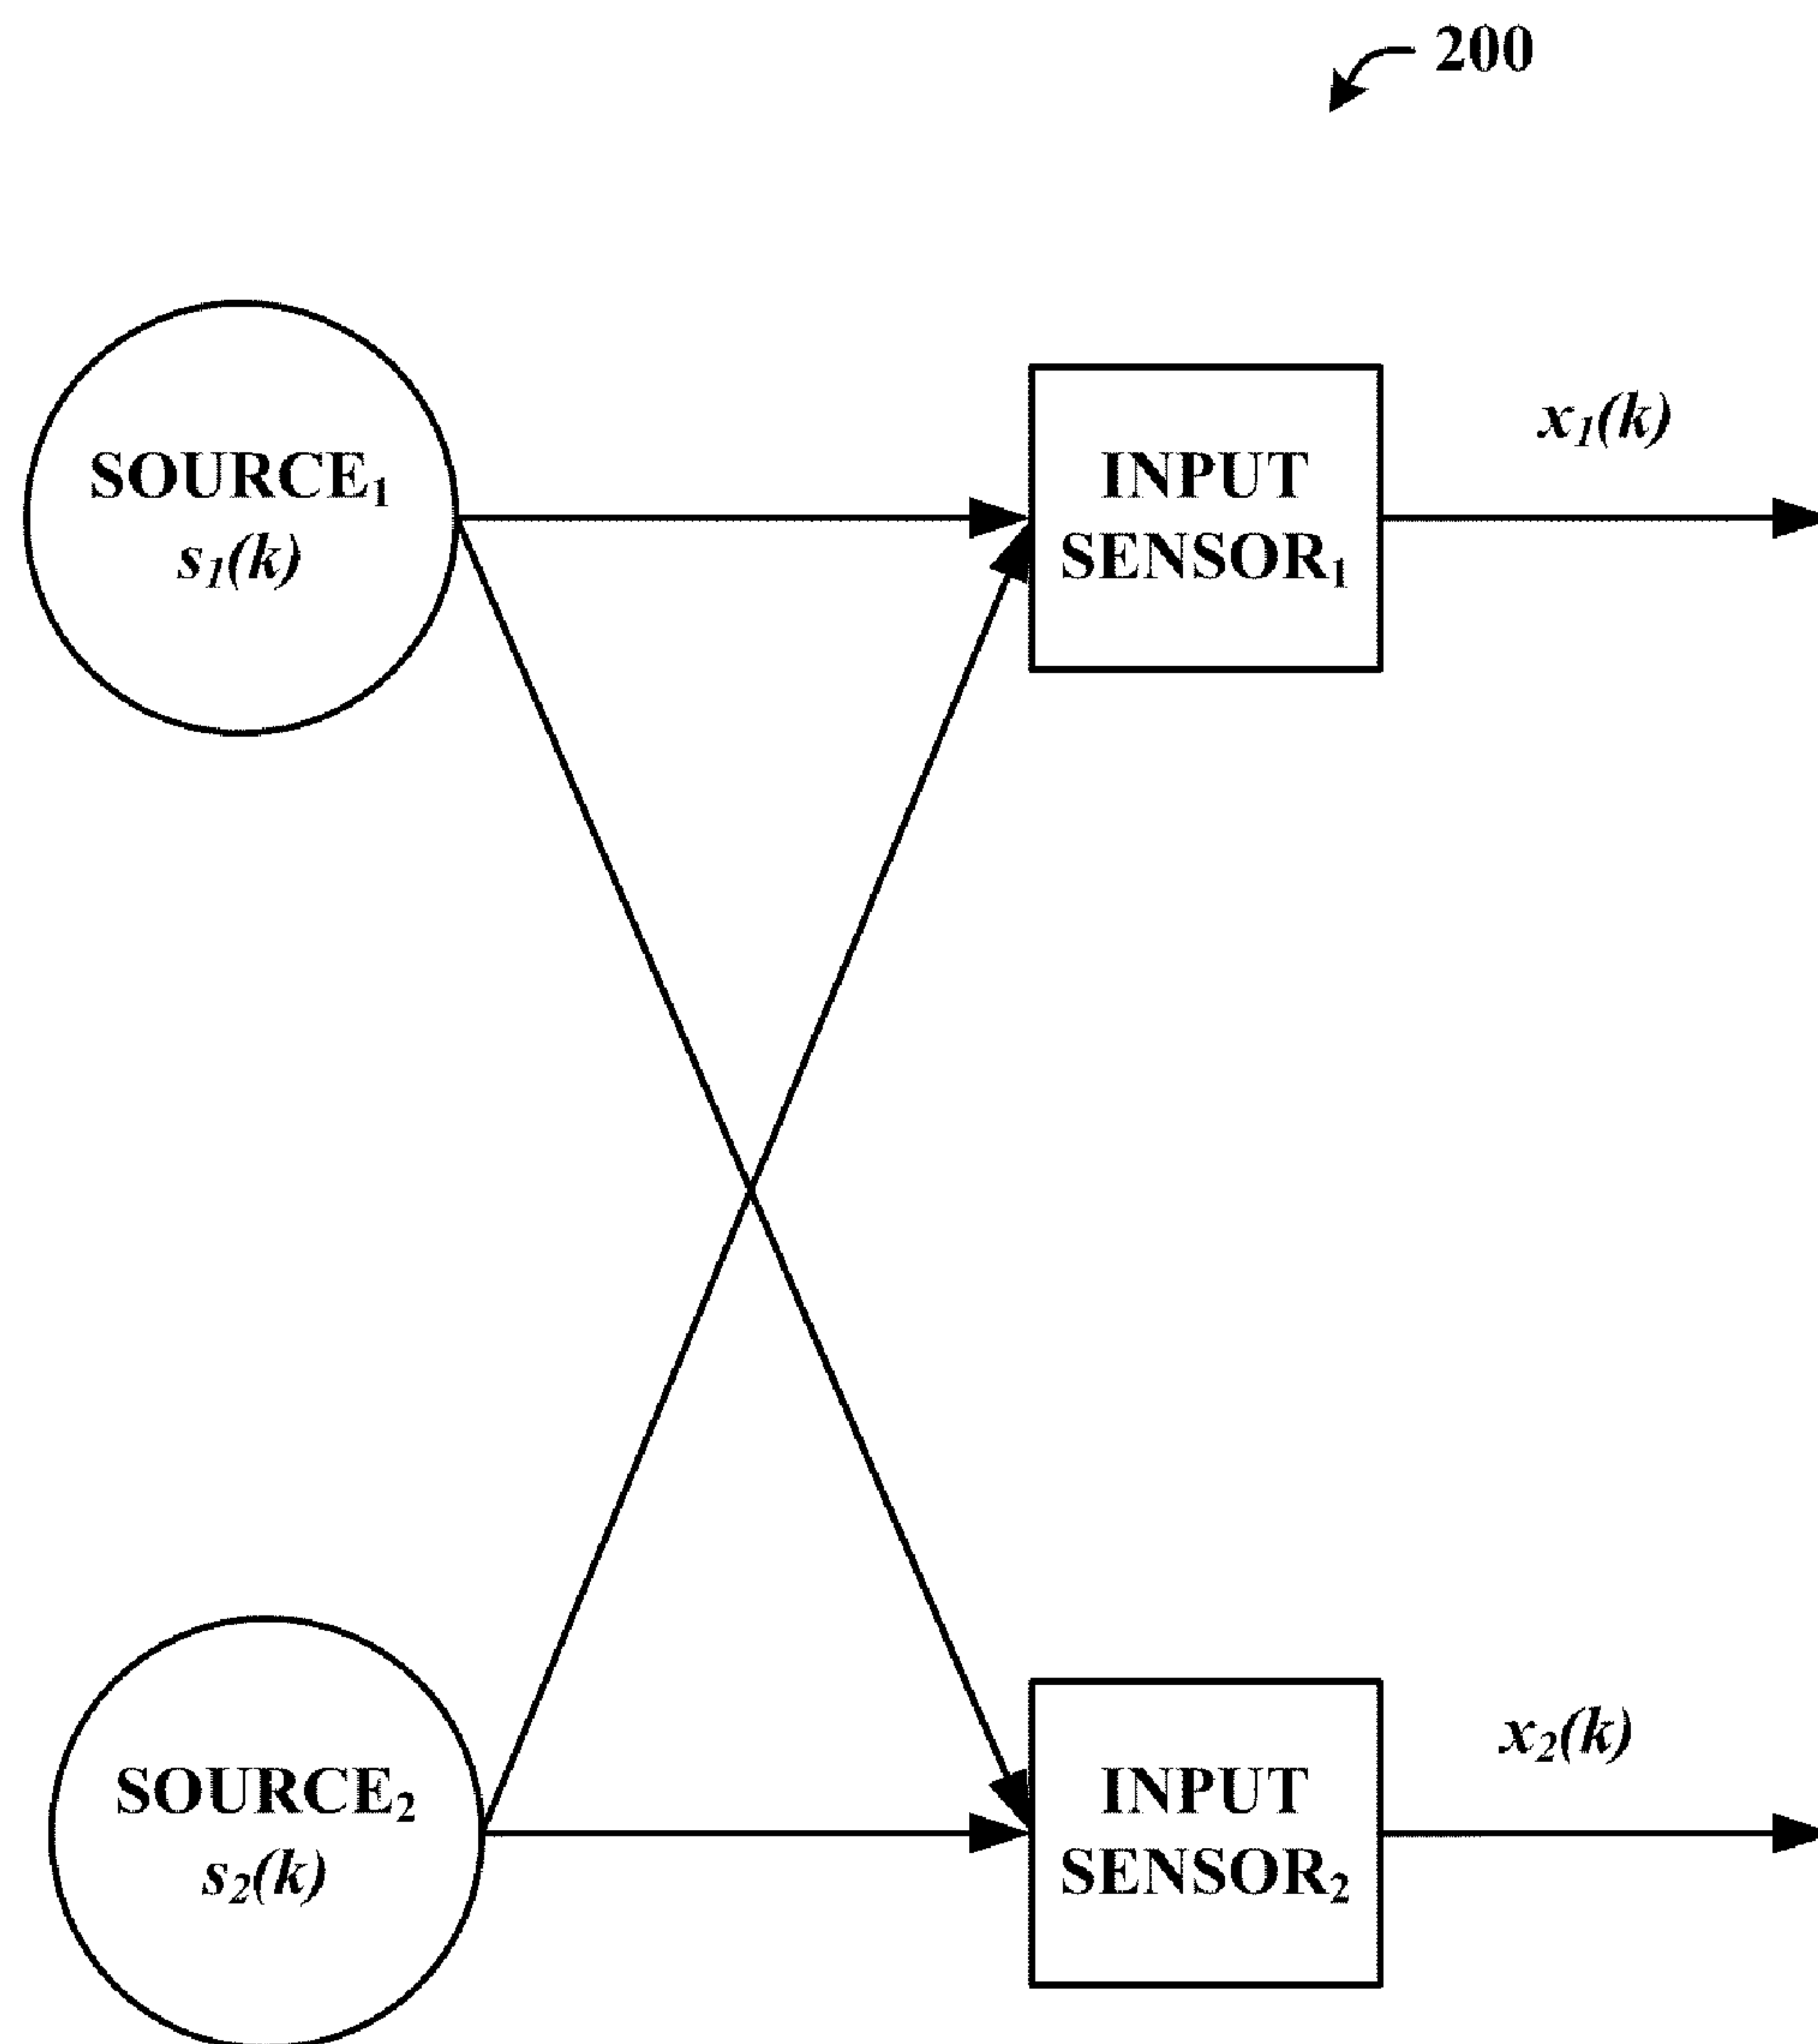 200
SOURCE₁
s₁(k)
INPUT
SENSOR₁
x₁(k)
SOURCE₂
s₂(k)
INPUT
SENSOR₂
x₂(k)